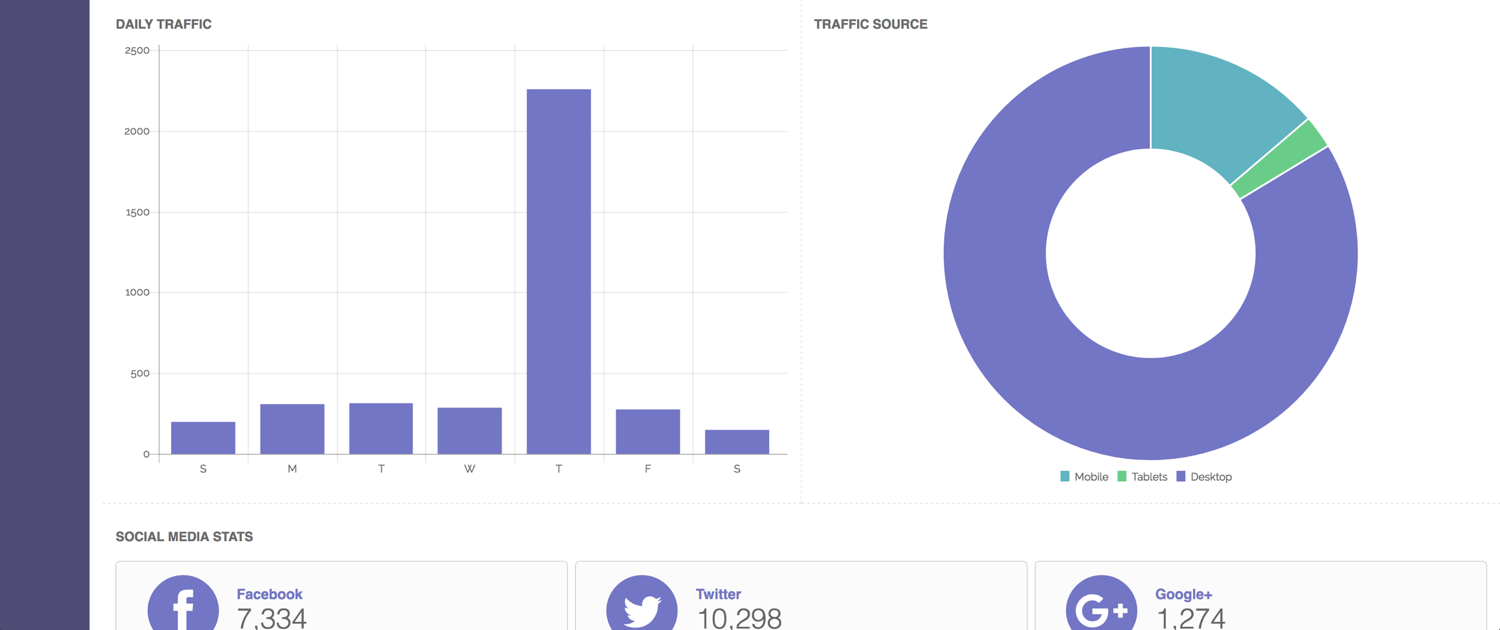 DAILY TRAFFIC
2500
2000
1500
1000
500
0
S M T W T F S
TRAFFIC SOURCE
Mobile Tablets Desktop
SOCIAL MEDIA STATS
Facebook
7,334
Twitter
10,298
G+
Google+
1,274